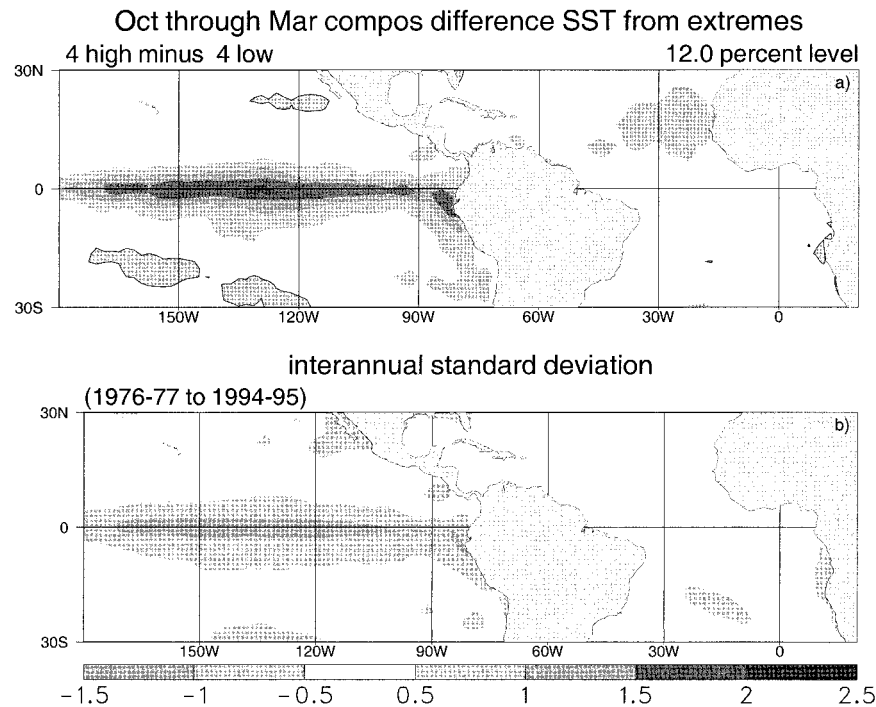 Oct through Mar compos difference SST from extremes
4 high minus 4 low 12.0 percent level
a)
30N
0
30S
150W 120W 90W 60W 30W 0
interannual standard deviation
(1976-77 to 1994-95)
b)
30N
0
30S
150W 120W 90W 60W 30W 0
-1.5 -1 -0.5 0.5 1 1.5 2 2.5